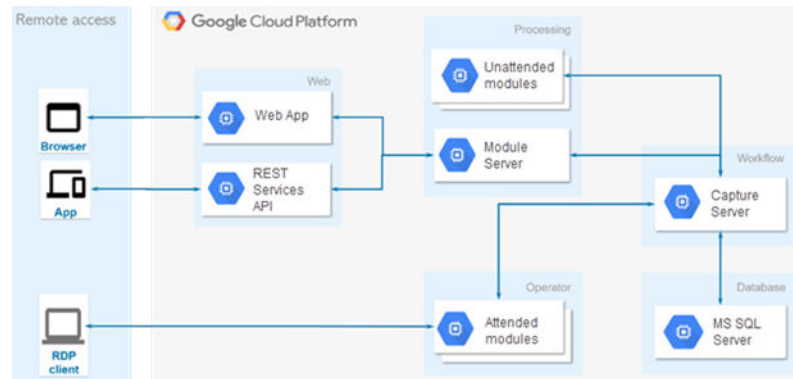 Remote access
Google Cloud Platform
Processing
Unattended
modules
Web
Web App
Browser
Module
Server
Workflow
REST
Services
API
App
Capture
Server
Operator
Database
Attended
modules
MS SQL
Server
RDP
client